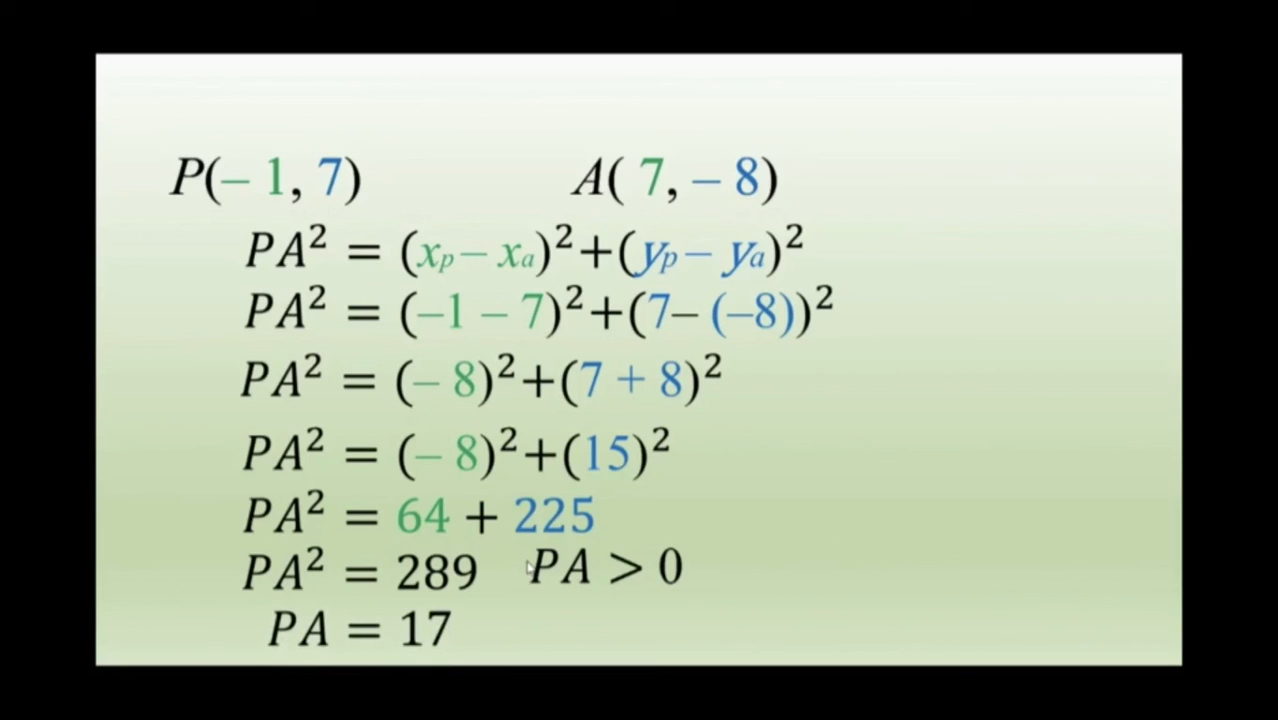 P(– 1, 7) A( 7, – 8)
PA² = (xₚ – xₐ)²+(yₚ – yₐ)²
PA² = (–1 – 7)²+(7– (–8))²
PA² = (– 8)²+(7 + 8)²
PA² = (– 8)²+(15)²
PA² = 64 + 225
PA² = 289 PA > 0
PA = 17